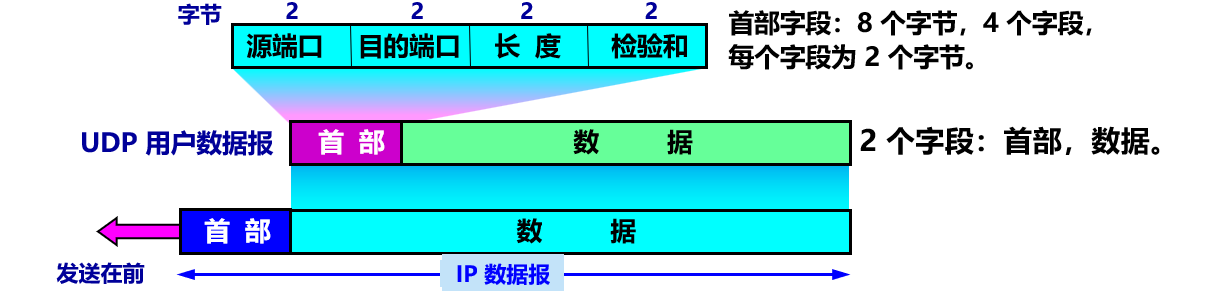 字节 2 2 2 2
源端口 目的端口 长 度 检验和
首部字段：8 个字节，4 个字段，
每个字段为 2 个字节。
UDP 用户数据报 首 部 数 据 2 个字段：首部，数据。
首 部 数 据
发送在前 IP 数据报